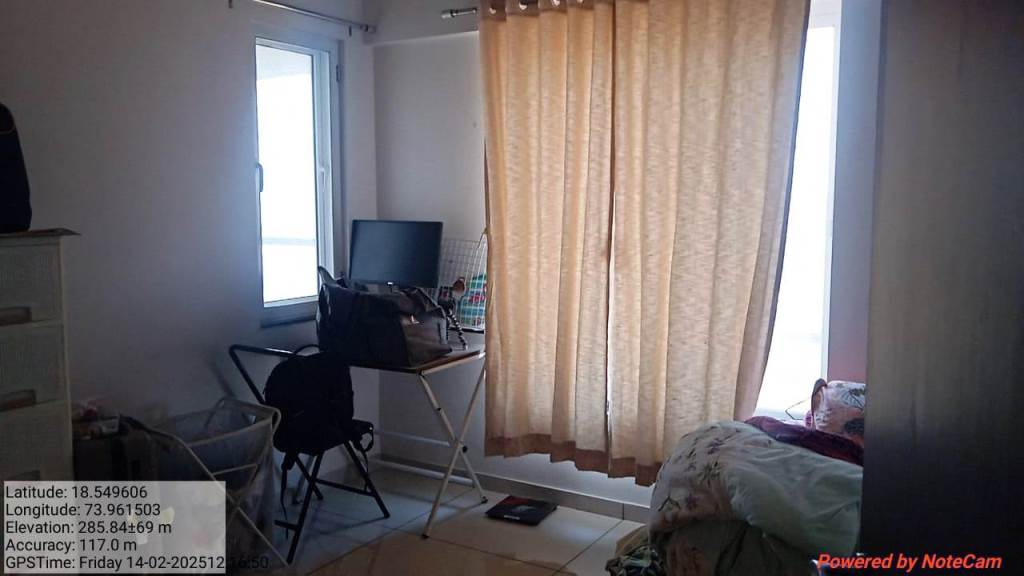 Latitude: 18.549606
Longitude: 73.961503
Elevation: 285.84±69 m
Accuracy: 117.0 m
GPSTime: Friday 14-02-202512:16:50
Powered by NoteCam